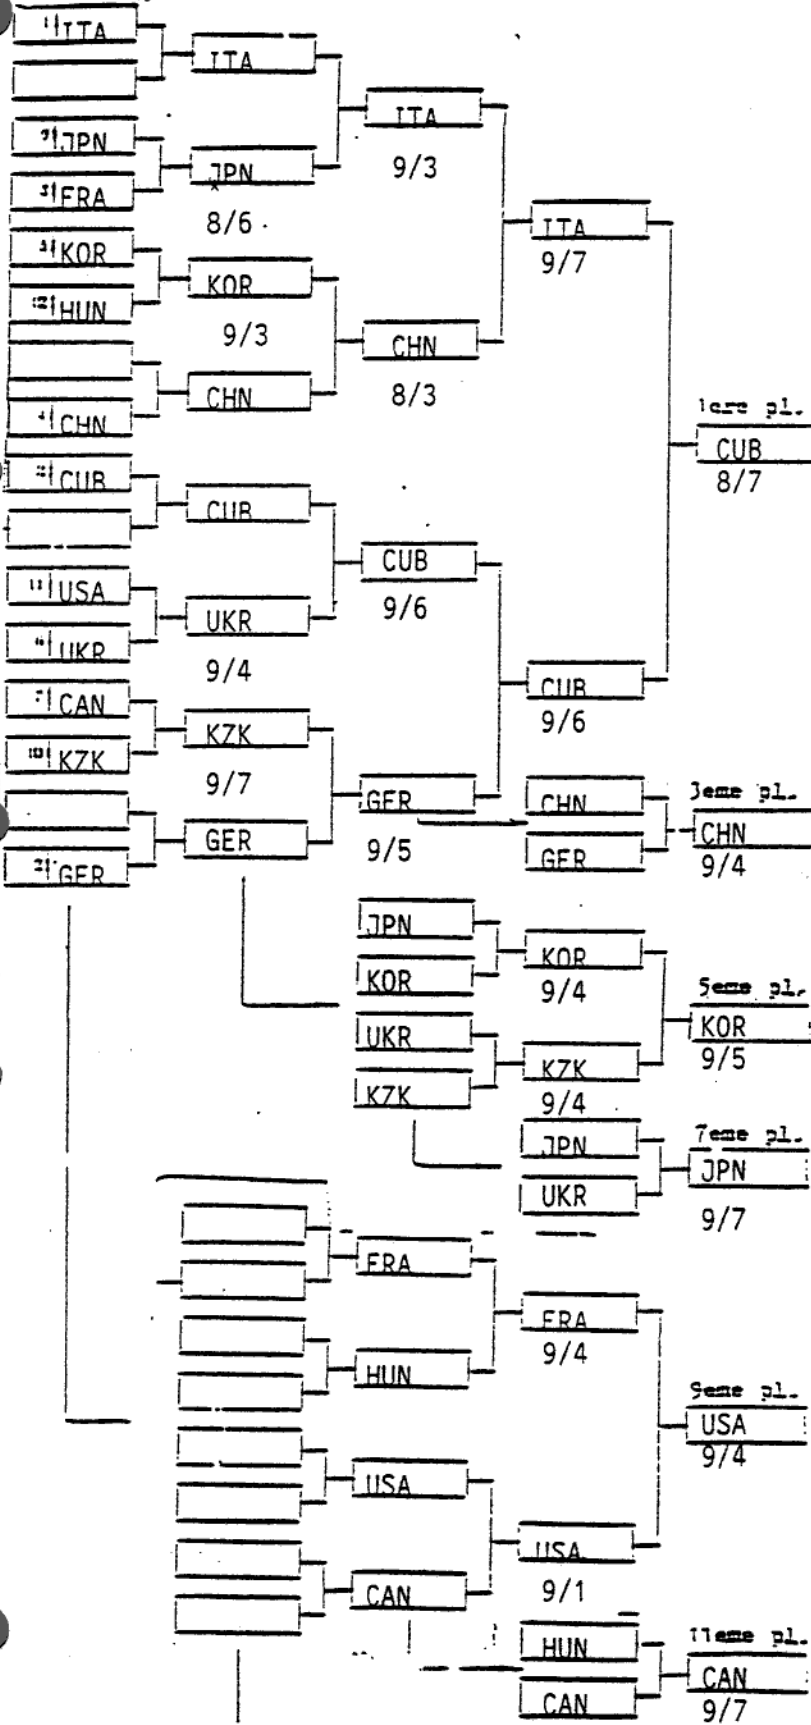 1 ITA
ITA
ITA
9/3
JPN
FRA
JPN
8/6
ITA
9/7
KOR
12 HUN
KOR
9/3
CHN
8/3
CHN
CHN
1ere pl.
CUB
8/7
CUB
CUB
CUB
9/6
USA
UKR
UKR
9/4
CUB
9/6
CAN
10 KZK
KZK
9/7
GER
GER
9/5
GER
CHN
GER
3eme pl.
CHN
9/4
JPN
KOR
KOR
9/4
UKR
KZK
KZK
9/4
5eme pl.
KOR
9/5
JPN
UKR
7eme pl.
JPN
9/7
FRA
HUN
FRA
9/4
9eme pl.
USA
9/4
USA
CAN
USA
9/1
HUN
CAN
11eme pl.
CAN
9/7